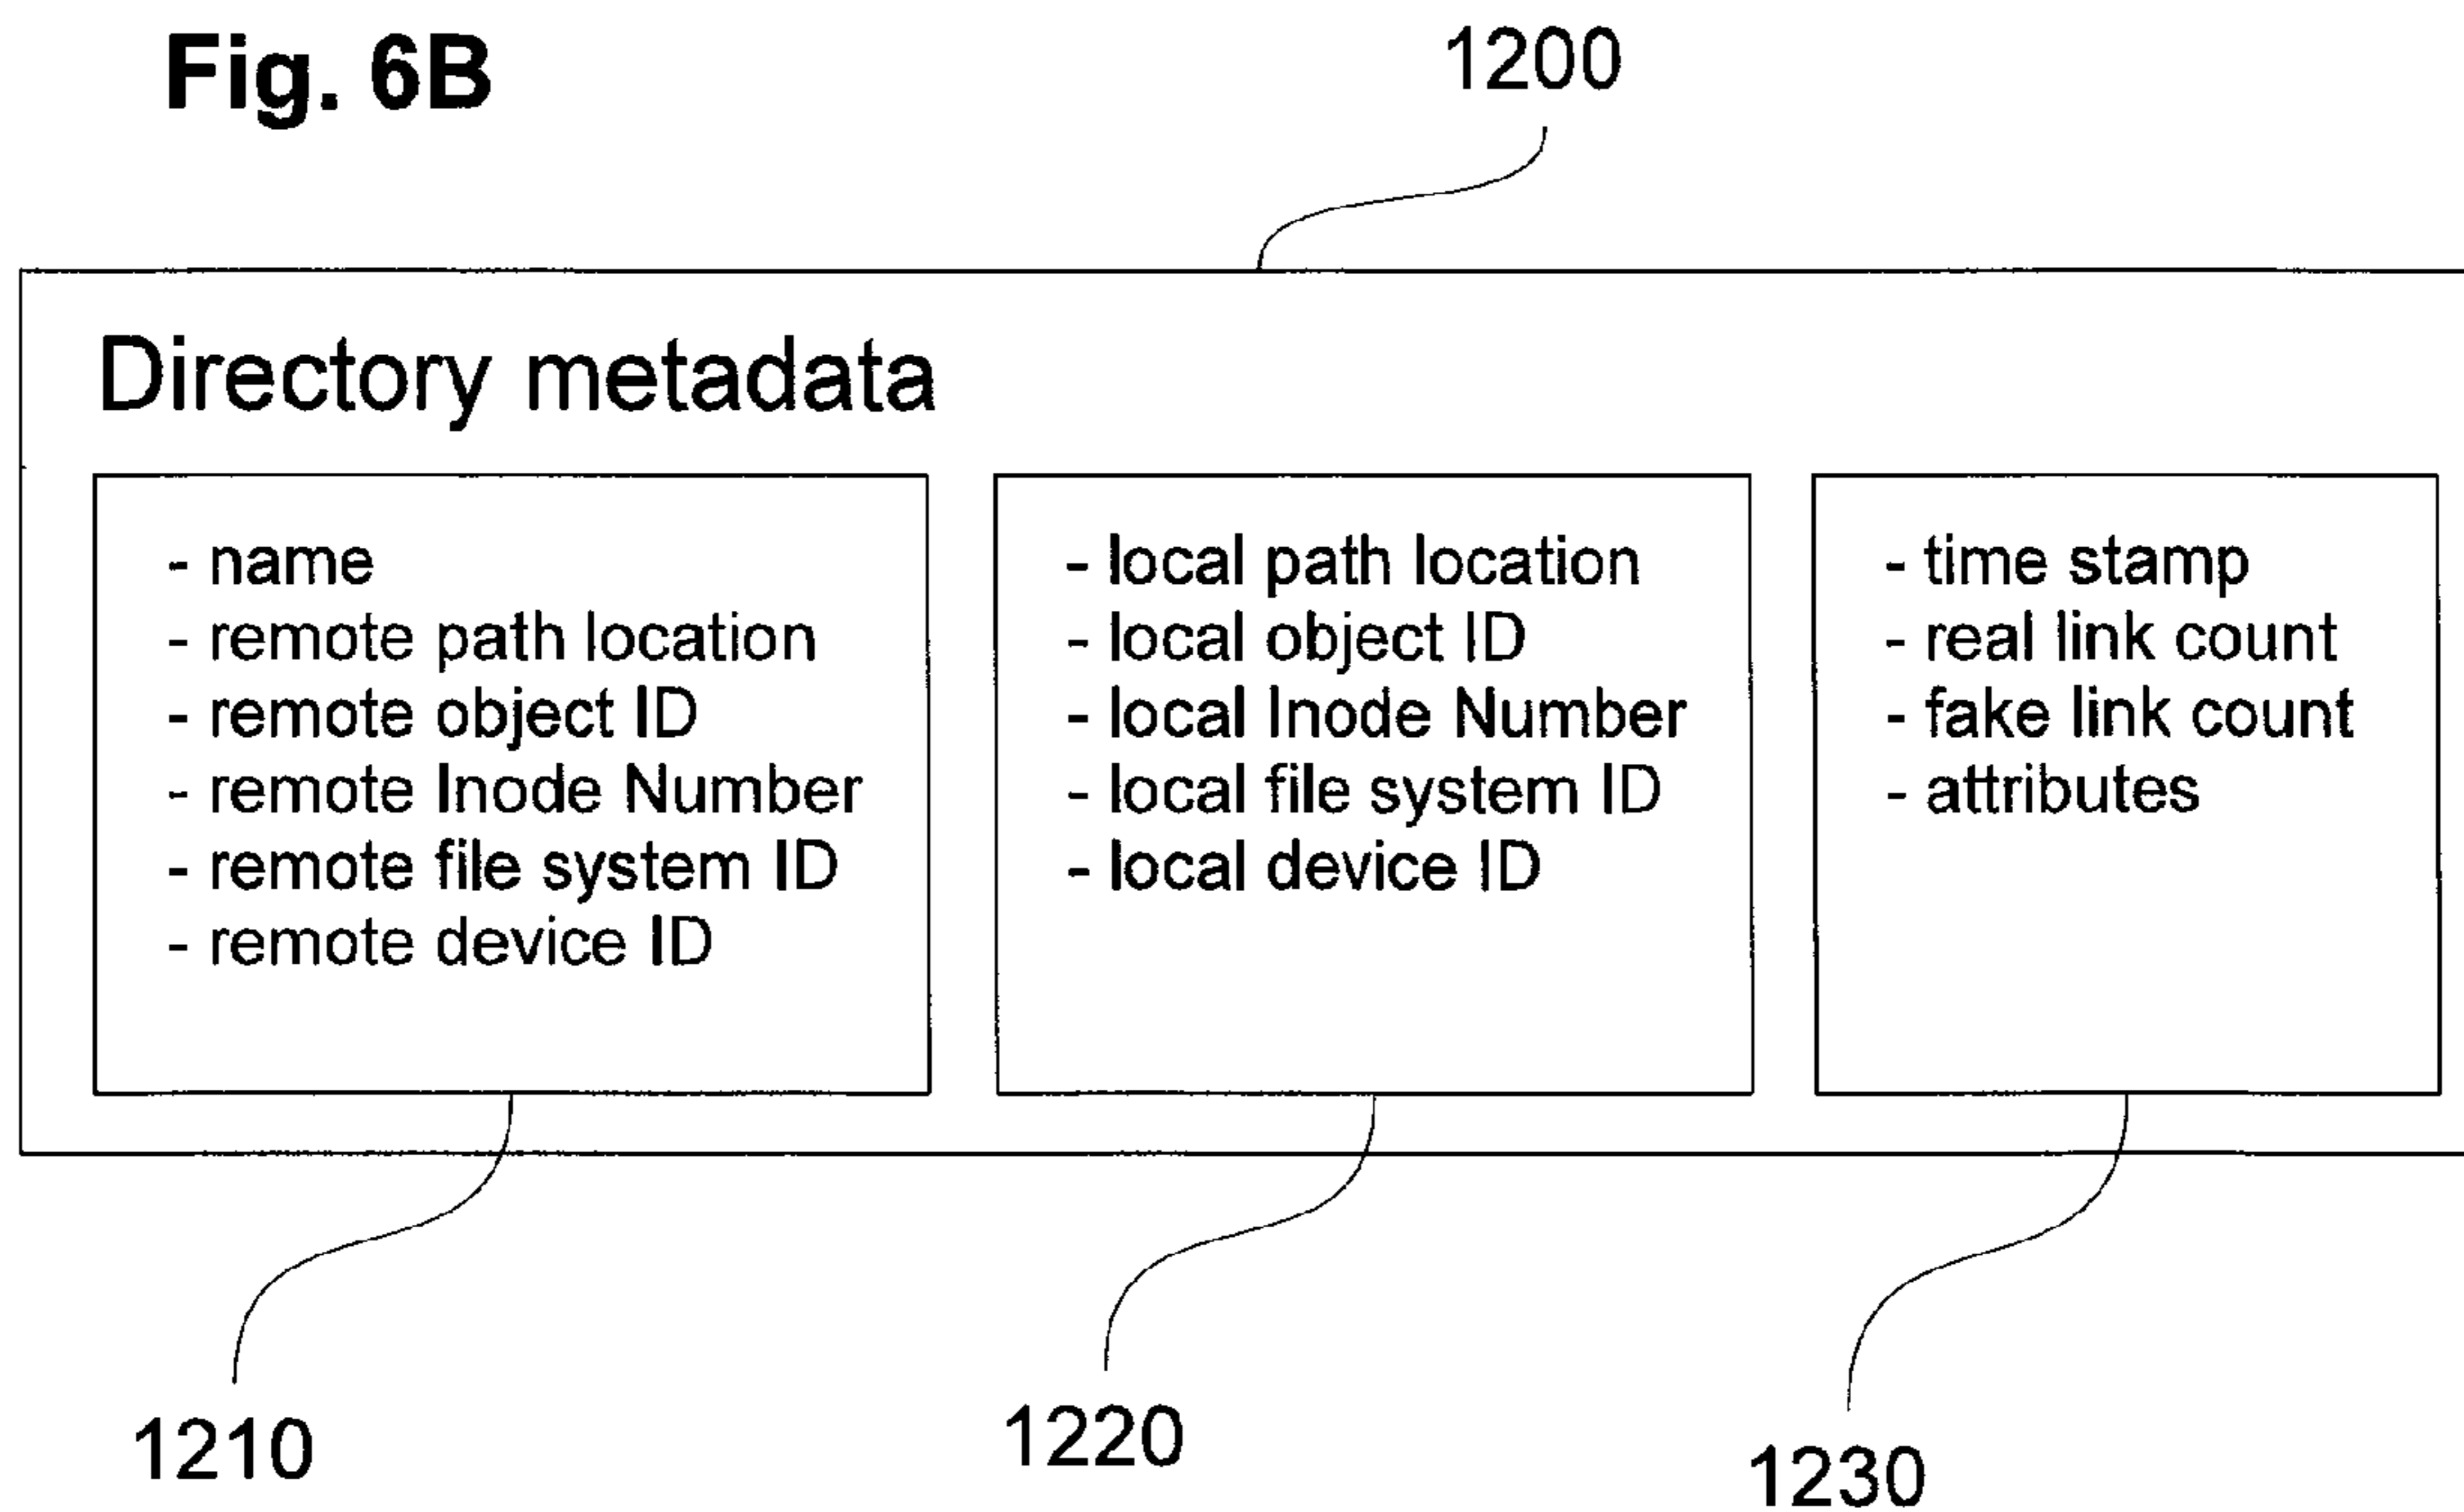 Fig. 6B
1200
Directory metadata
- name
- remote path location
- remote object ID
- remote Inode Number
- remote file system ID
- remote device ID
- local path location
- local object ID
- local Inode Number
- local file system ID
- local device ID
- time stamp
- real link count
- fake link count
- attributes
1210
1220
1230